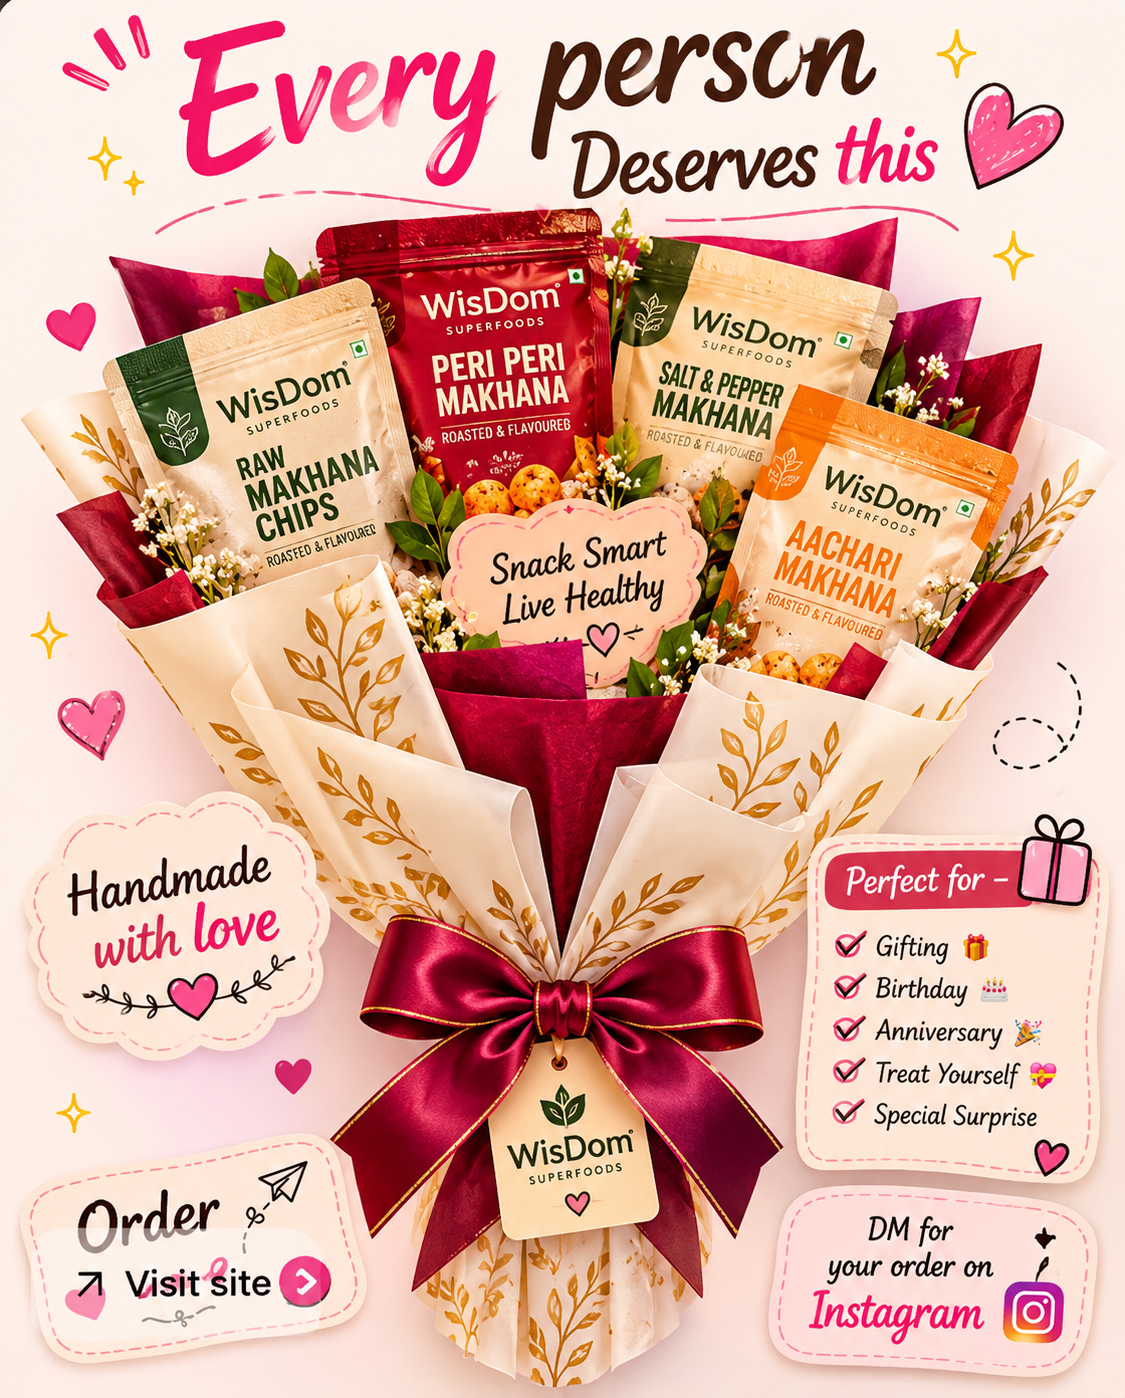 Every person
Deserves this
WisDom
SUPERFOODS
RAW
MAKHANA
CHIPS
ROASTED & FLAVOURED
WisDom
SUPERFOODS
PERI PERI
MAKHANA
ROASTED & FLAVOURED
WisDom
SUPERFOODS
SALT & PEPPER
MAKHANA
ROASTED & FLAVOURED
WisDom
SUPERFOODS
AACHARI
MAKHANA
ROASTED & FLAVOURED
Snack Smart
Live Healthy
Handmade
with love
Perfect for –
Gifting
Birthday
Anniversary
Treat Yourself
Special Surprise
WisDom
SUPERFOODS
Order
Visit site
DM for
your order on
Instagram